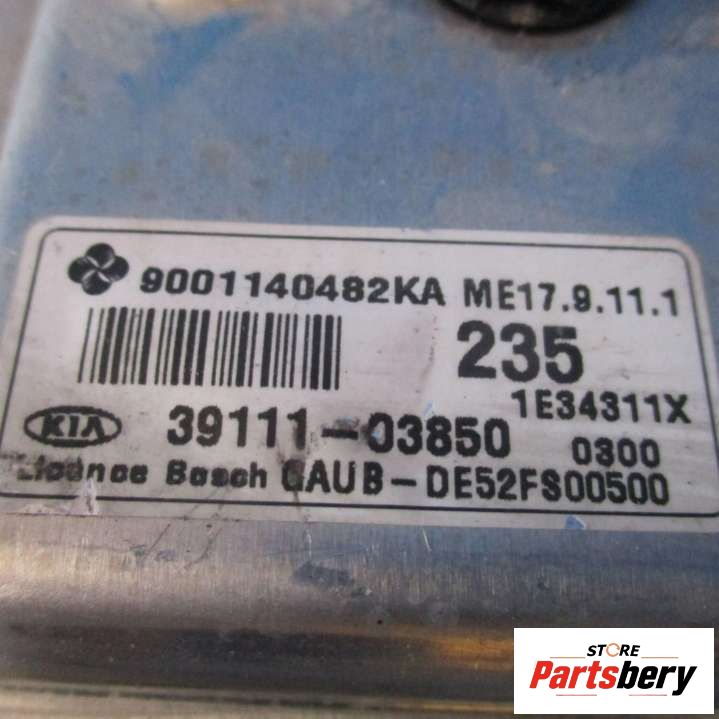 9001140482KA ME17.9.11.1
235
1E34311X
KIA 39111-03850 0300
Licence Bosch GAUB-DE52FS00500
STORE
Partsbery